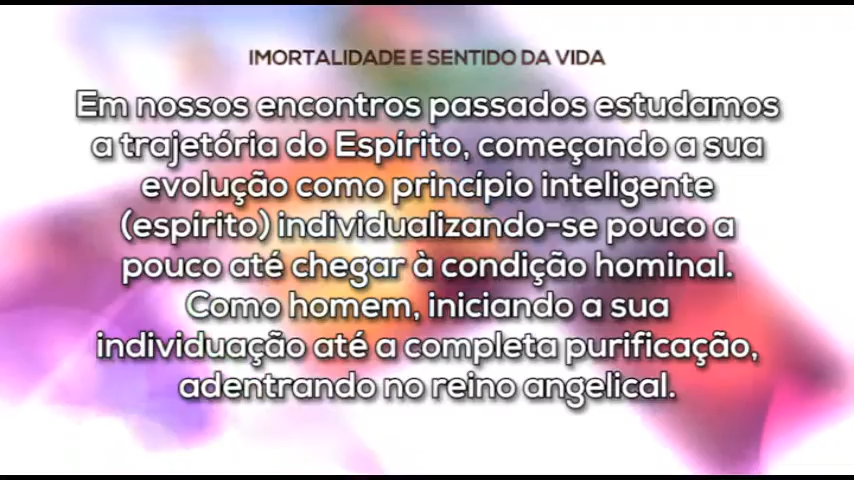 IMORTALIDADE E SENTIDO DA VIDA
Em nossos encontros passados estudamos
a trajetória do Espírito, começando a sua
evolução como princípio inteligente
(espírito) individualizando-se pouco a
pouco até chegar à condição hominal.
Como homem, iniciando a sua
individuação até a completa purificação,
adentrando no reino angelical.